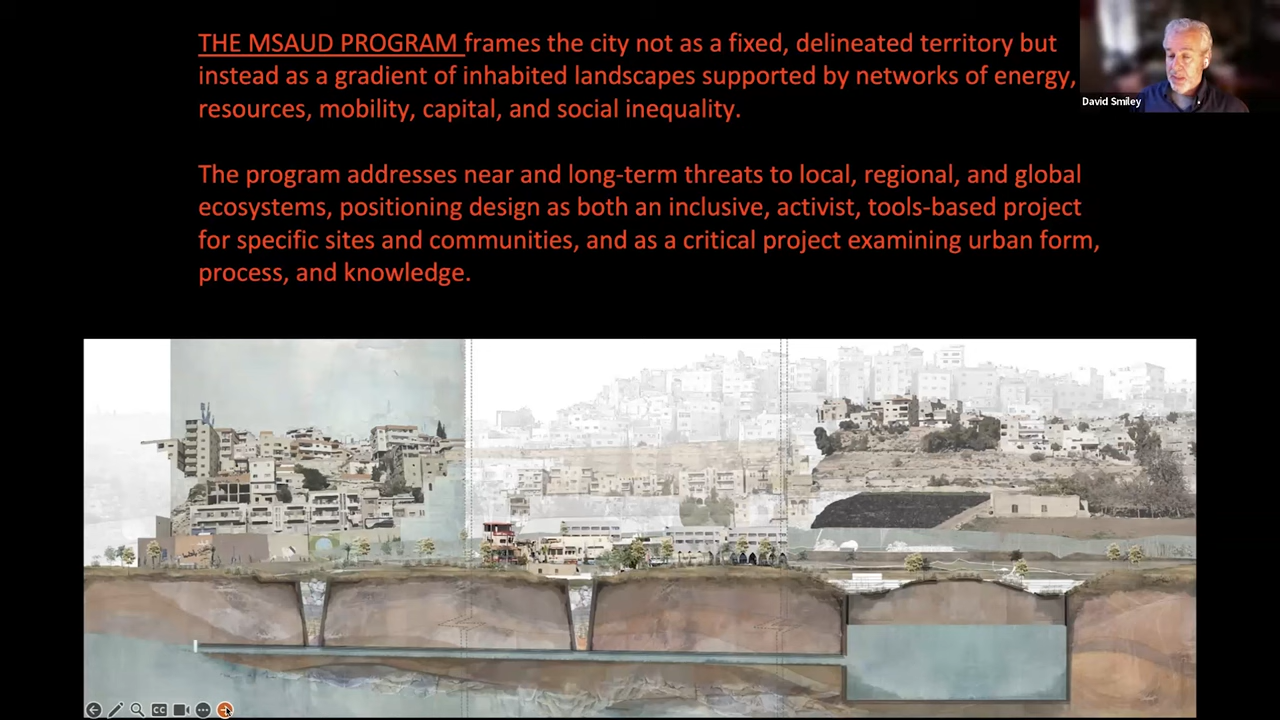 THE MSAUD PROGRAM frames the city not as a fixed, delineated territory but
instead as a gradient of inhabited landscapes supported by networks of energy,
resources, mobility, capital, and social inequality.
David Smiley
The program addresses near and long-term threats to local, regional, and global
ecosystems, positioning design as both an inclusive, activist, tools-based project
for specific sites and communities, and as a critical project examining urban form,
process, and knowledge.
CC